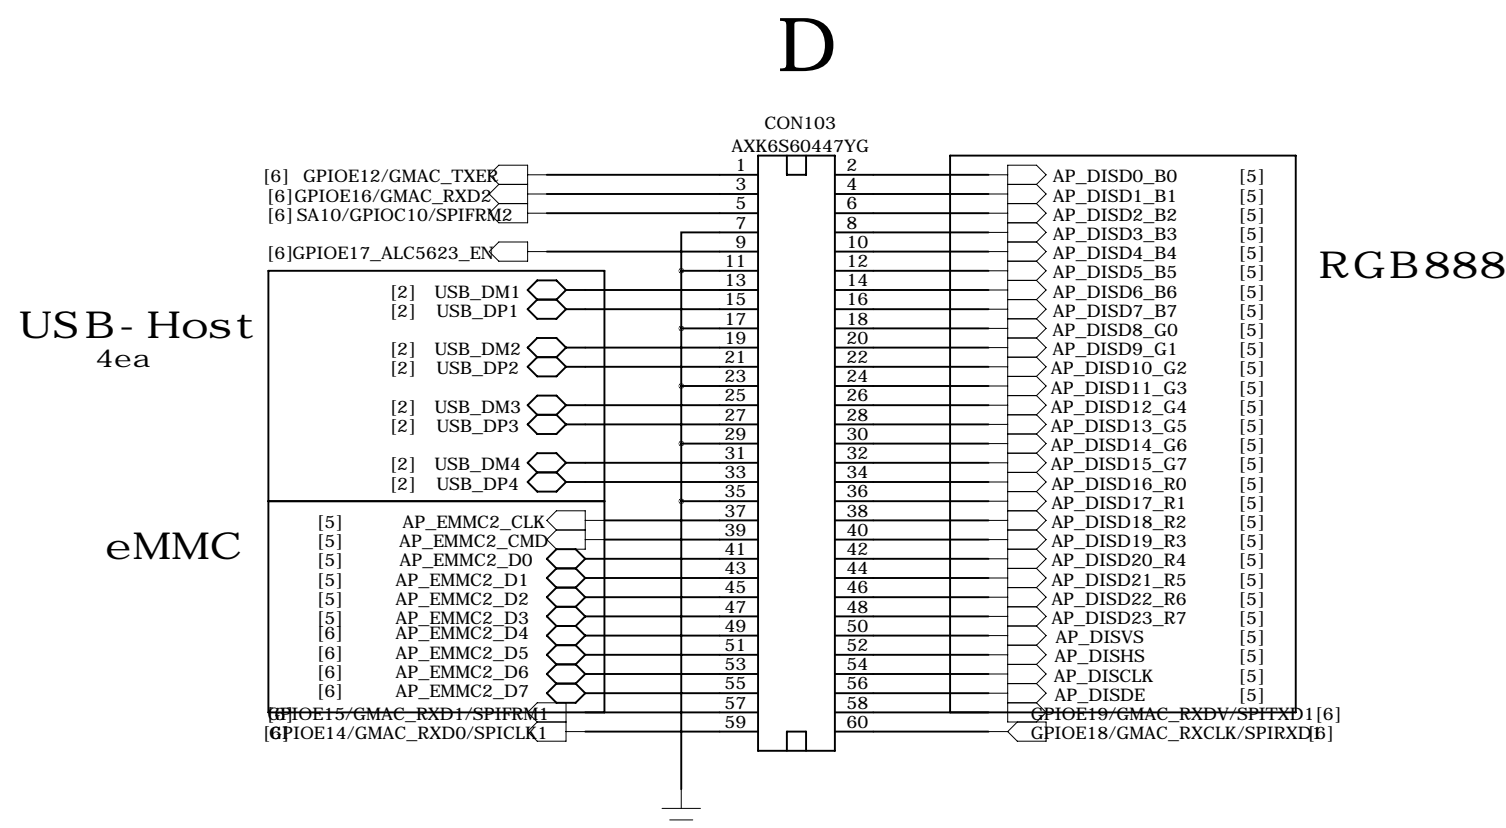 D
CON103
AXK6S60447YG
[6] GPIOE12/GMAC_TXER 1 2 AP_DISD0_B0 [5]
[6]GPIOE16/GMAC_RXD2 3 4 AP_DISD1_B1 [5]
[6] SA10/GPIOC10/SPIFRM2 5 6 AP_DISD2_B2 [5]
7 8 AP_DISD3_B3 [5]
[6]GPIOE17_ALC5623_EN 9 10 AP_DISD4_B4 [5]
11 12 AP_DISD5_B5 [5]
RGB888
[2] USB_DM1 13 14 AP_DISD6_B6 [5]
[2] USB_DP1 15 16 AP_DISD7_B7 [5]
USB-Host
17 18 AP_DISD8_G0 [5]
4ea
[2] USB_DM2 19 20 AP_DISD9_G1 [5]
[2] USB_DP2 21 22 AP_DISD10_G2 [5]
23 24 AP_DISD11_G3 [5]
[2] USB_DM3 25 26 AP_DISD12_G4 [5]
[2] USB_DP3 27 28 AP_DISD13_G5 [5]
29 30 AP_DISD14_G6 [5]
[2] USB_DM4 31 32 AP_DISD15_G7 [5]
[2] USB_DP4 33 34 AP_DISD16_R0 [5]
35 36 AP_DISD17_R1 [5]
[5] AP_EMMC2_CLK 37 38 AP_DISD18_R2 [5]
eMMC
[5] AP_EMMC2_CMD 39 40 AP_DISD19_R3 [5]
[5] AP_EMMC2_D0 41 42 AP_DISD20_R4 [5]
[5] AP_EMMC2_D1 43 44 AP_DISD21_R5 [5]
[5] AP_EMMC2_D2 45 46 AP_DISD22_R6 [5]
[5] AP_EMMC2_D3 47 48 AP_DISD23_R7 [5]
[6] AP_EMMC2_D4 49 50 AP_DISVS [5]
[6] AP_EMMC2_D5 51 52 AP_DISHS [5]
[6] AP_EMMC2_D6 53 54 AP_DISCLK [5]
[6] AP_EMMC2_D7 55 56 AP_DISDE [5]
[6] GPIOE15/GMAC_RXD1/SPIFRM1 57 58 GPIOE19/GMAC_RXDV/SPITXD1[6]
[6] GPIOE14/GMAC_RXD0/SPICLK1 59 60 GPIOE18/GMAC_RXCLK/SPIRXD1[6]